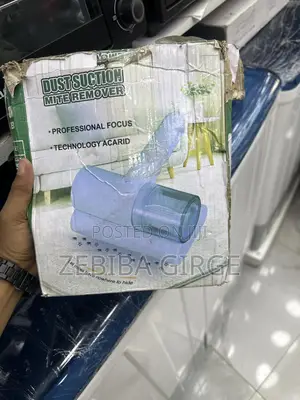 DUST SUCTION
MITE REMOVER
• PROFESSIONAL FOCUS
• TECHNOLOGY ACARID
POSTED ON JIJI
ZEBIBA GIRGE